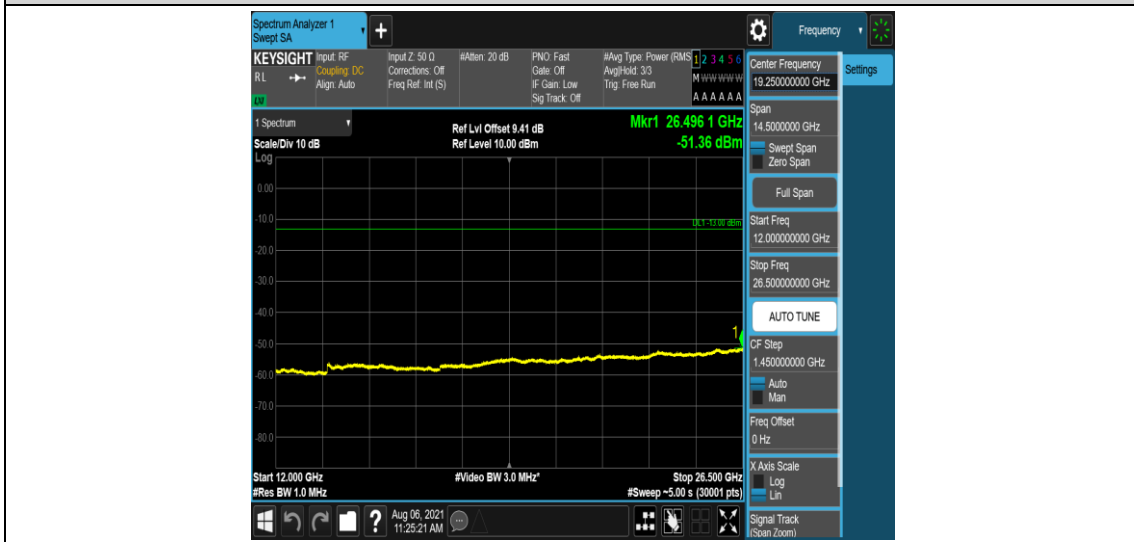 Spectrum Analyzer 1
Swept SA
+
Frequency
KEYSIGHT
RL
LXI
Input: RF
Coupling: DC
Align: Auto
Input Z: 50 Ω
Corrections: Off
Freq Ref: Int (S)
#Atten: 20 dB
PNO: Fast
Gate: Off
IF Gain: Low
Sig Track: Off
#Avg Type: Power (RMS
Avg|Hold: 3/3
Trig: Free Run
1 2 3 4 5 6
M W W W W W
A A A A A A
1 Spectrum
Scale/Div 10 dB
Log
Ref Lvl Offset 9.41 dB
Ref Level 10.00 dBm
Mkr1 26.496 1 GHz
-51.36 dBm
0.00
-10.0
DL1 -13.00 dBm
-20.0
-30.0
-40.0
1
-50.0
-60.0
-70.0
-80.0
Start 12.000 GHz
#Res BW 1.0 MHz
#Video BW 3.0 MHz*
Stop 26.500 GHz
#Sweep ~5.00 s (30001 pts)
?
Aug 06, 2021
11:25:21 AM
Center Frequency
19.250000000 GHz
Settings
Span
14.5000000 GHz
Swept Span
Zero Span
Full Span
Start Freq
12.000000000 GHz
Stop Freq
26.500000000 GHz
AUTO TUNE
CF Step
1.450000000 GHz
Auto
Man
Freq Offset
0 Hz
X Axis Scale
Log
Lin
Signal Track
(Span Zoom)